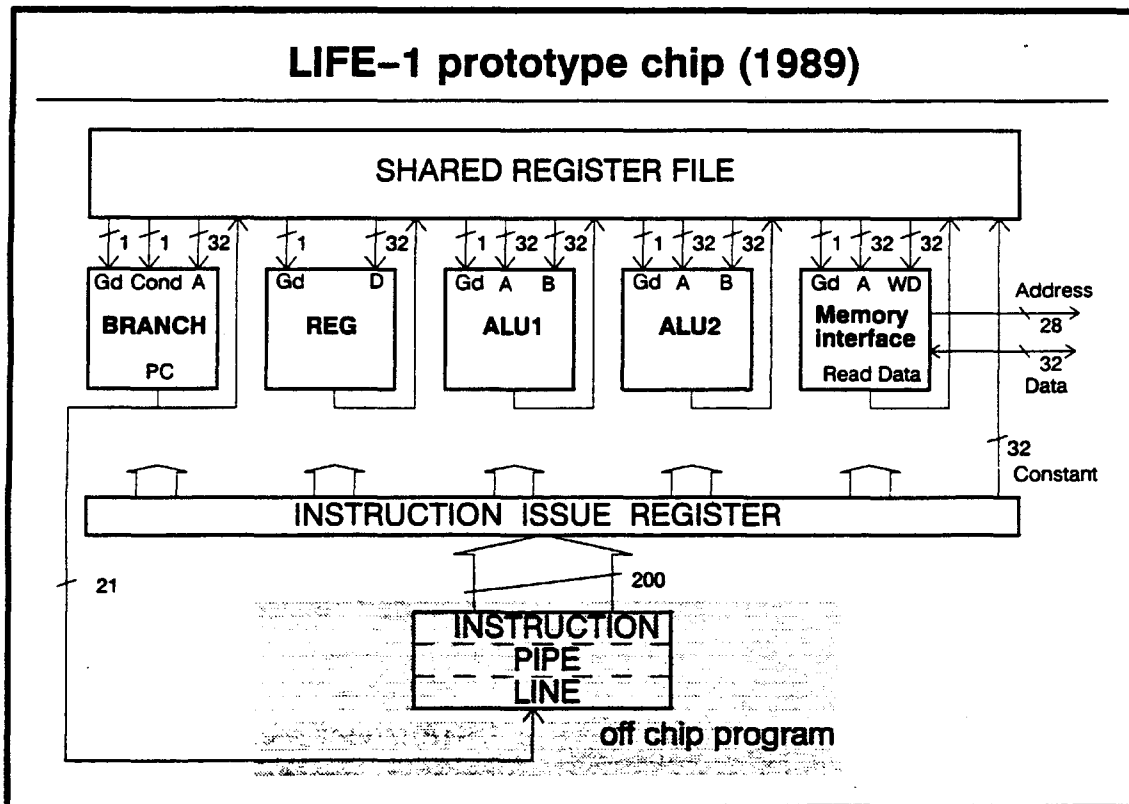 LIFE-1 prototype chip (1989)
SHARED REGISTER FILE
1 1 32 1 32 1 32 32 1 32 32 1 32 32
Gd Cond A Gd D Gd A B Gd A B Gd A WD
BRANCH REG ALU1 ALU2 Memory interface
PC Read Data
Address
28
32
Data
32
Constant
INSTRUCTION ISSUE REGISTER
21
200
INSTRUCTION
PIPE
LINE
off chip program